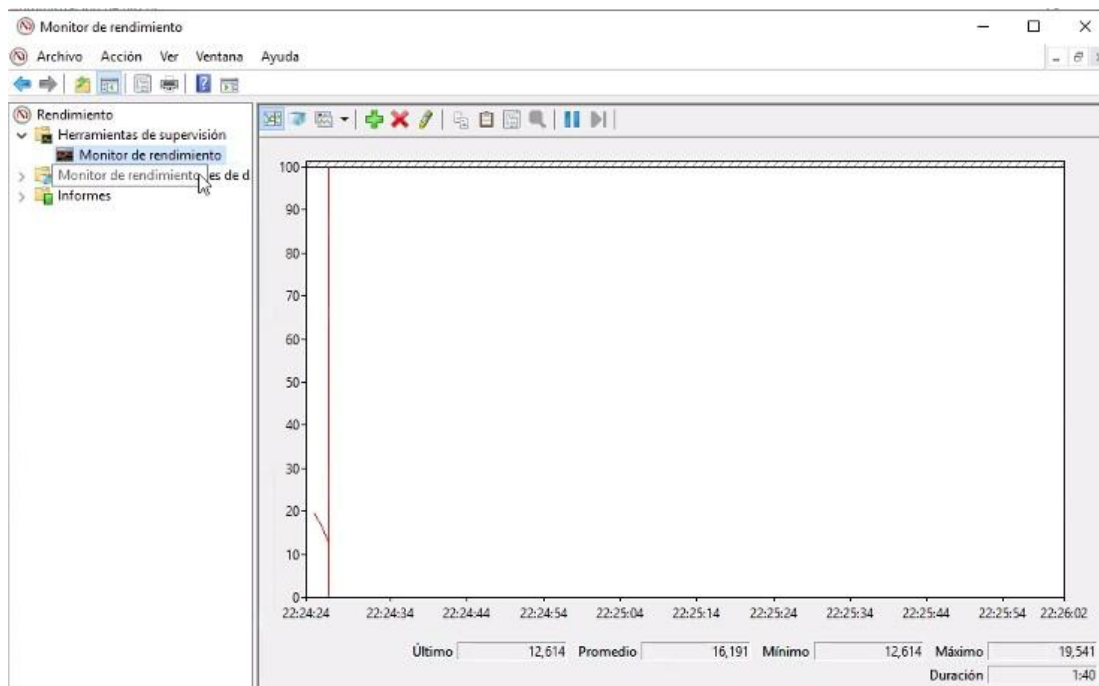 Monitor de rendimiento
Archivo Acción Ver Ventana Ayuda
Rendimiento
Herramientas de supervisión
Monitor de rendimiento
Monitor de rendimiento es de d
Informes
100
90
80
70
60
50
40
30
20
10
0
22:24:24 22:24:34 22:24:44 22:24:54 22:25:04 22:25:14 22:25:24 22:25:34 22:25:44 22:25:54 22:26:02
Último 12,614 Promedio 16,191 Mínimo 12,614 Máximo 19,541
Duración 1:40